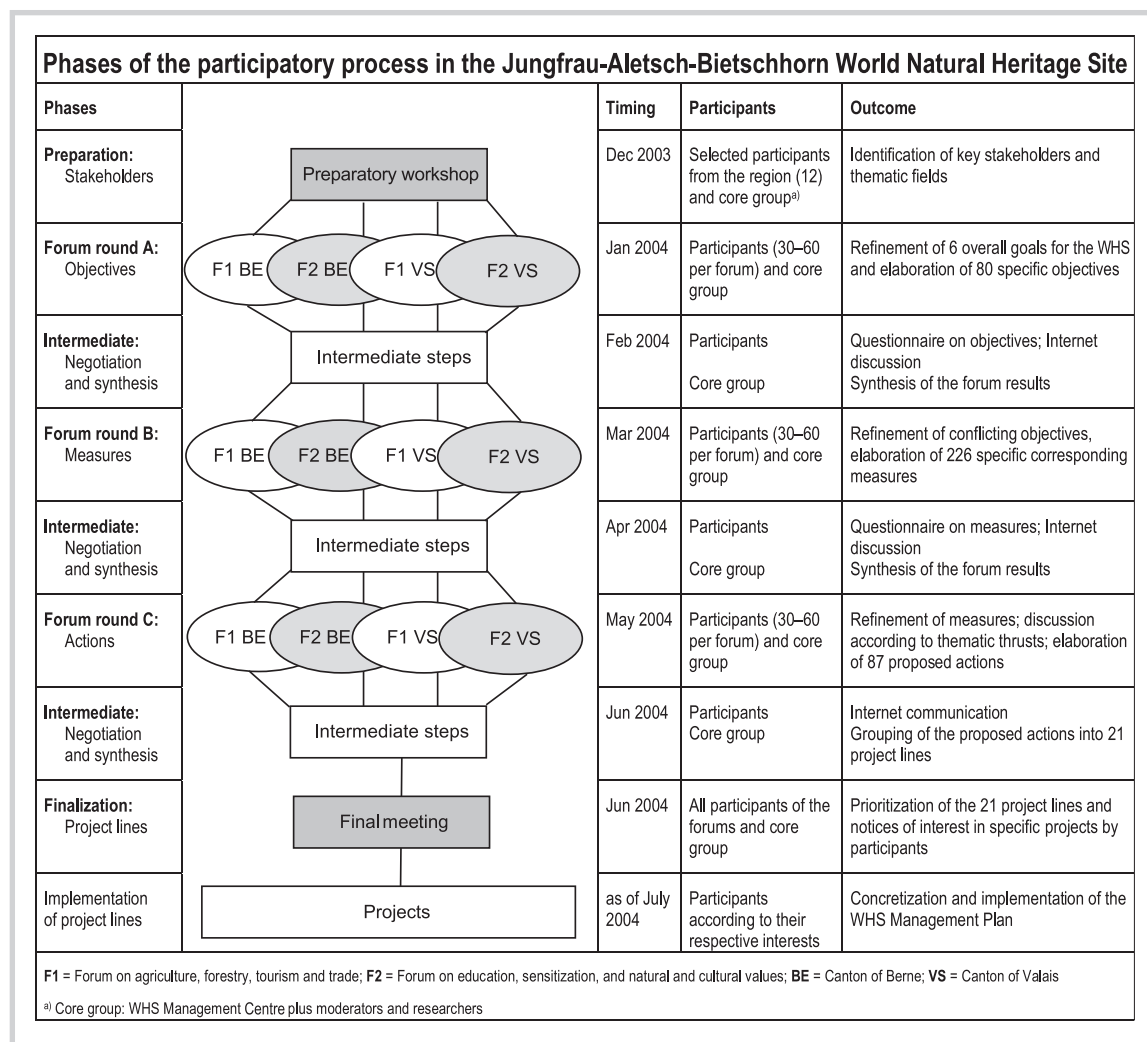 Phases of the participatory process in the Jungfrau-Aletsch-Bietschhorn World Natural Heritage Site
Phases
Timing
Participants
Outcome
Preparation:
Stakeholders
Preparatory workshop
Dec 2003
Selected participants
from the region (12)
and core group a)
Identification of key stakeholders and
thematic fields
Forum round A:
Objectives
F1 BE
F2 BE
F1 VS
F2 VS
Jan 2004
Participants (30–60
per forum) and core
group
Refinement of 6 overall goals for the WHS
and elaboration of 80 specific objectives
Intermediate:
Negotiation
and synthesis
Intermediate steps
Feb 2004
Participants
Core group
Questionnaire on objectives; Internet
discussion
Synthesis of the forum results
Forum round B:
Measures
F1 BE
F2 BE
F1 VS
F2 VS
Mar 2004
Participants (30–60
per forum) and core
group
Refinement of conflicting objectives,
elaboration of 226 specific corresponding
measures
Intermediate:
Negotiation
and synthesis
Intermediate steps
Apr 2004
Participants
Core group
Questionnaire on measures; Internet
discussion
Synthesis of the forum results
Forum round C:
Actions
F1 BE
F2 BE
F1 VS
F2 VS
May 2004
Participants (30–60
per forum) and core
group
Refinement of measures; discussion
according to thematic thrusts; elaboration
of 87 proposed actions
Intermediate:
Negotiation
and synthesis
Intermediate steps
Jun 2004
Participants
Core group
Internet communication
Grouping of the proposed actions into 21
project lines
Finalization:
Project lines
Final meeting
Jun 2004
All participants of the
forums and core
group
Prioritization of the 21 project lines and
notices of interest in specific projects by
participants
Implementation
of project lines
Projects
as of July
2004
Participants
according to their
respective interests
Concretization and implementation of the
WHS Management Plan
F1 = Forum on agriculture, forestry, tourism and trade; F2 = Forum on education, sensitization, and natural and cultural values; BE = Canton of Berne; VS = Canton of Valais
a) Core group: WHS Management Centre plus moderators and researchers